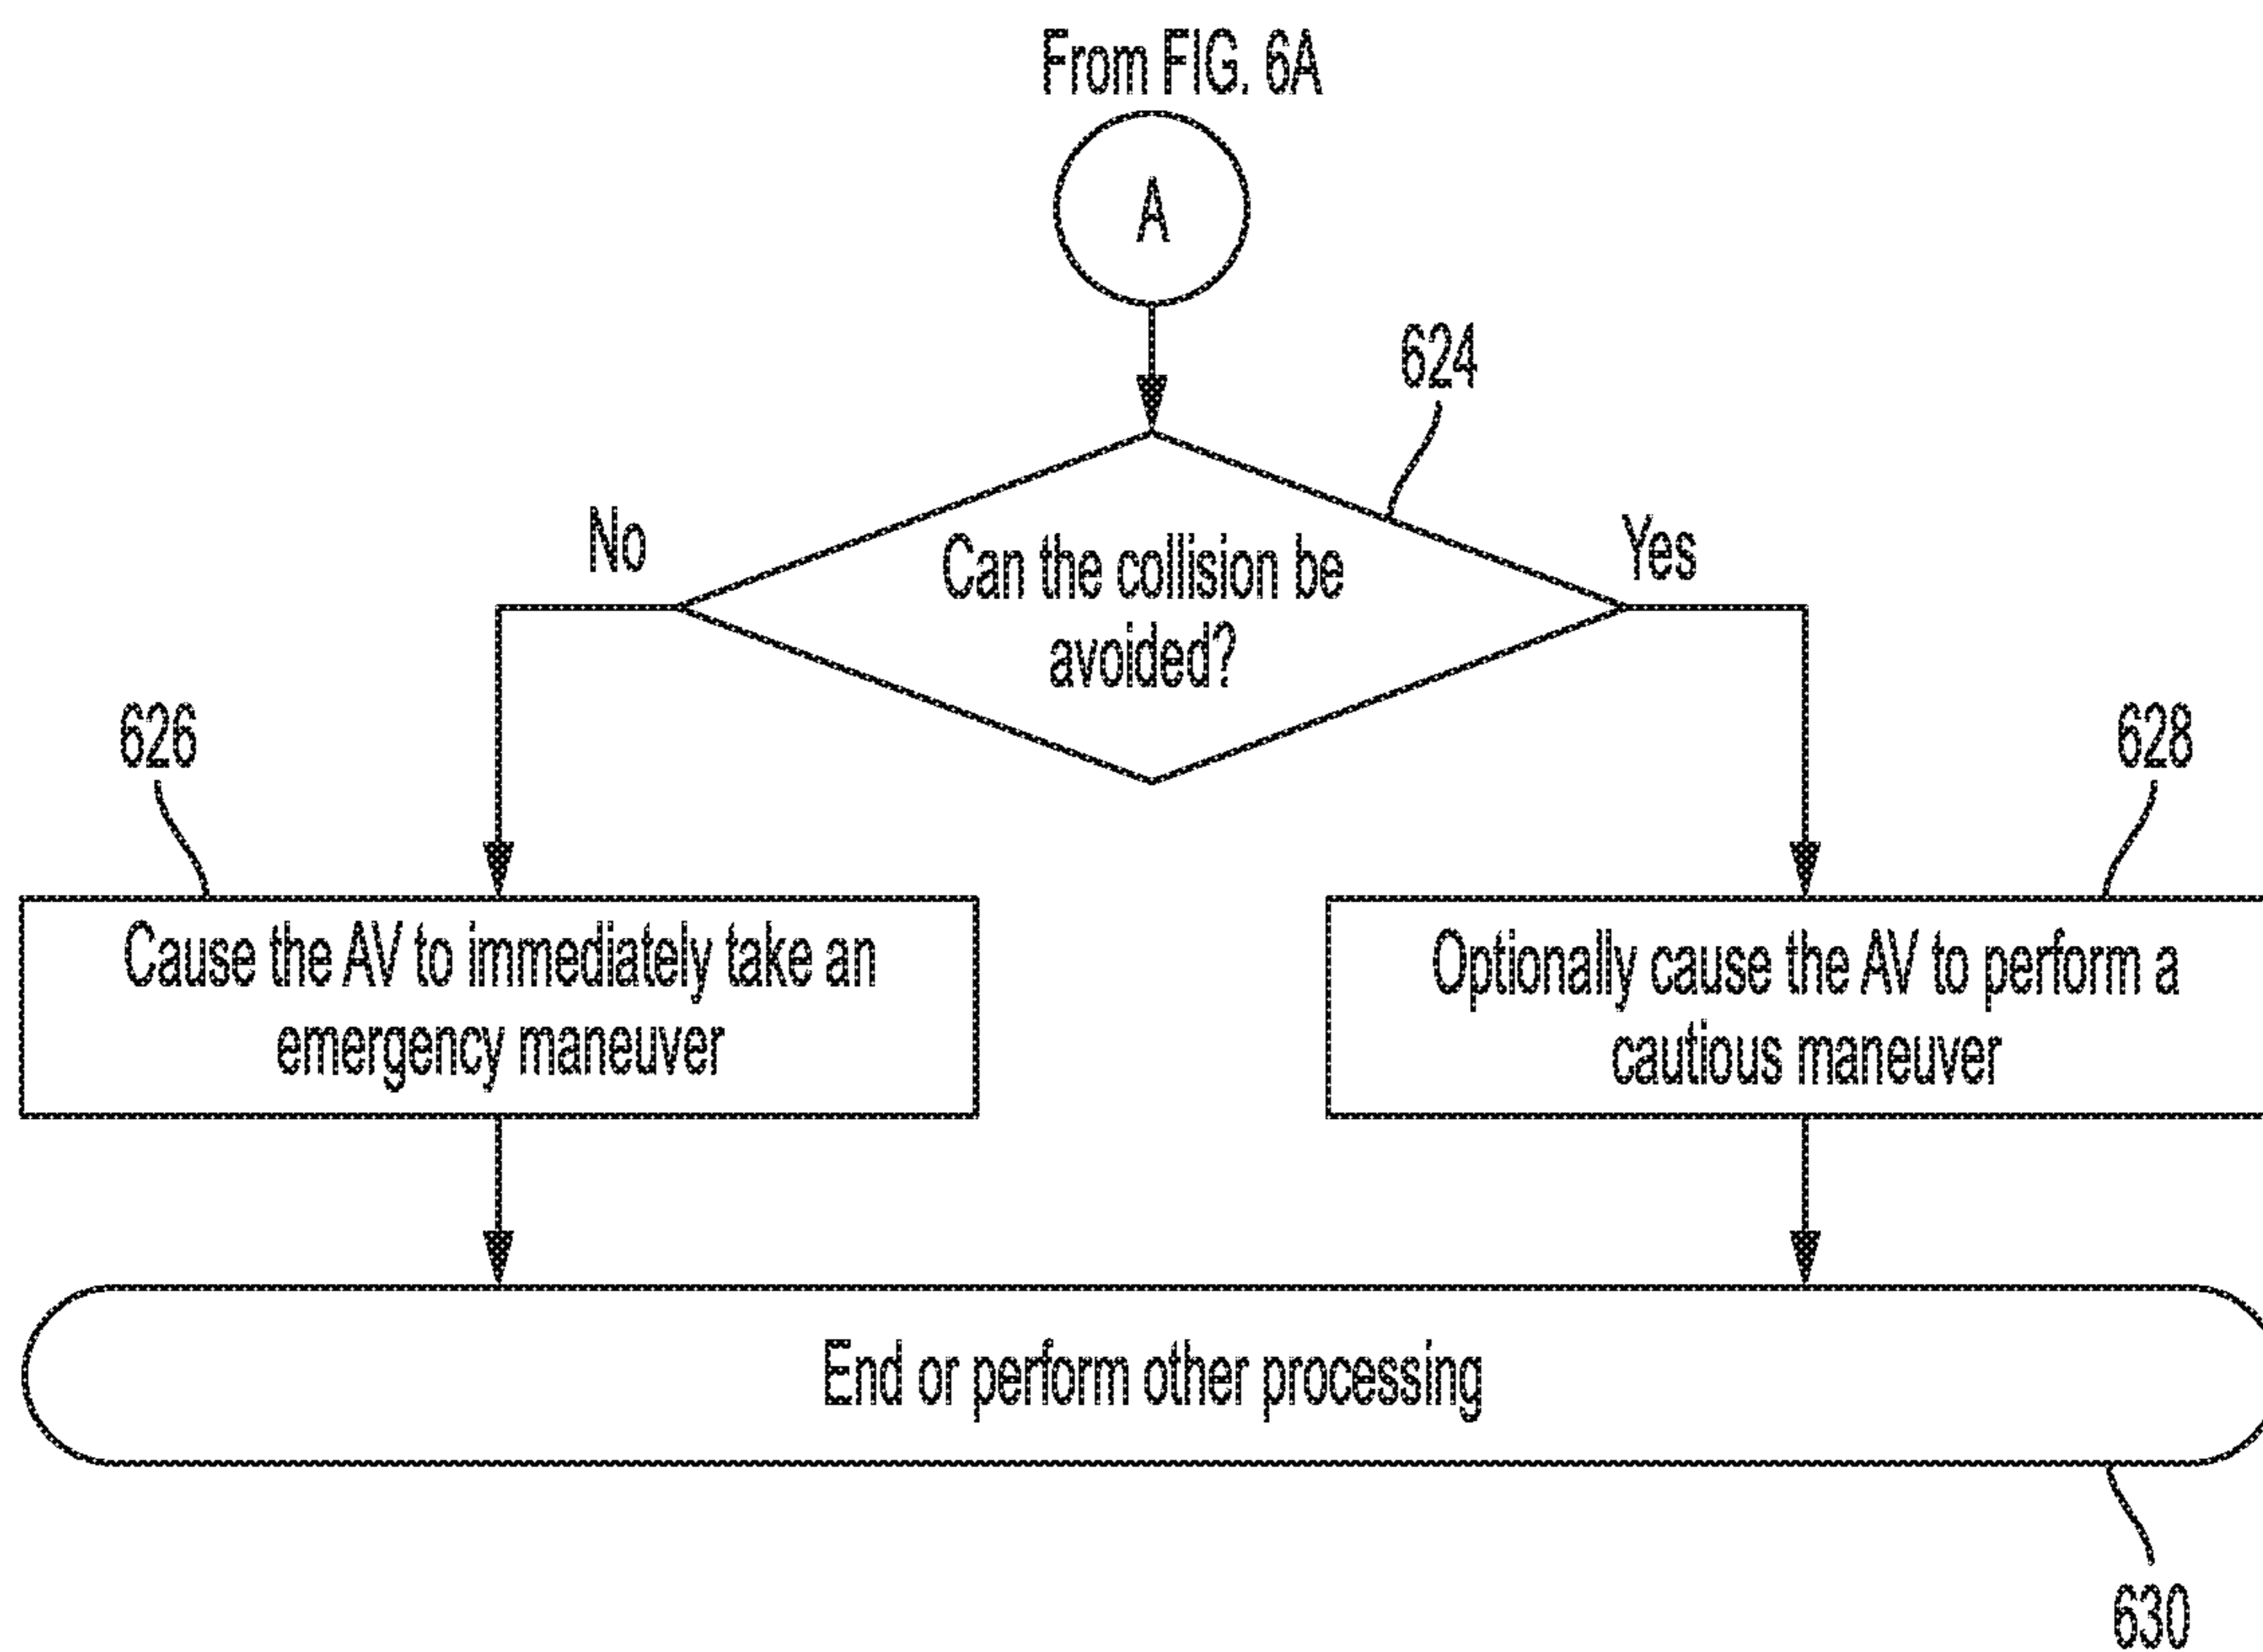 From FIG. 6A
A
624
No
Yes
Can the collision be
avoided?
626
628
Cause the AV to immediately take an
emergency maneuver
Optionally cause the AV to perform a
cautious maneuver
End or perform other processing
630